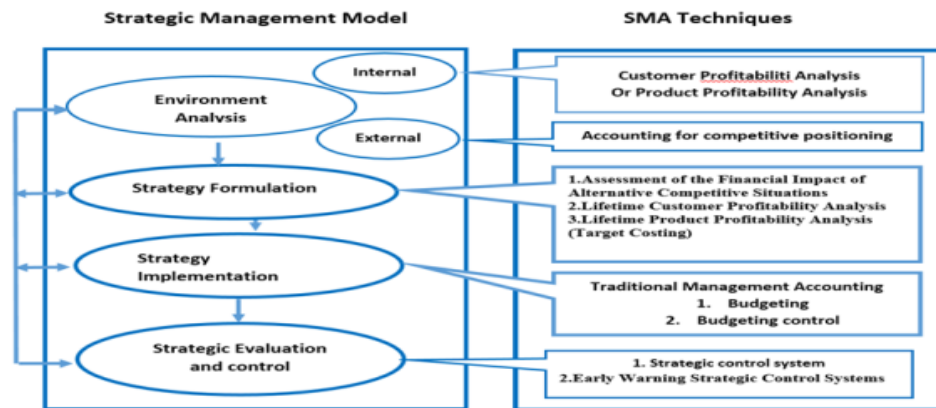 Strategic Management Model
SMA Techniques
Internal
Environment
Analysis
External
Customer Profitabiliti Analysis
Or Product Profitability Analysis
Accounting for competitive positioning
Strategy Formulation
1.Assessment of the Financial Impact of
Alternative Competitive Situations
2.Lifetime Customer Profitability Analysis
3.Lifetime Product Profitability Analysis
(Target Costing)
Strategy
Implementation
Traditional Management Accounting
1. Budgeting
2. Budgeting control
Strategic Evaluation
and control
1. Strategic control system
2.Early Warning Strategic Control Systems